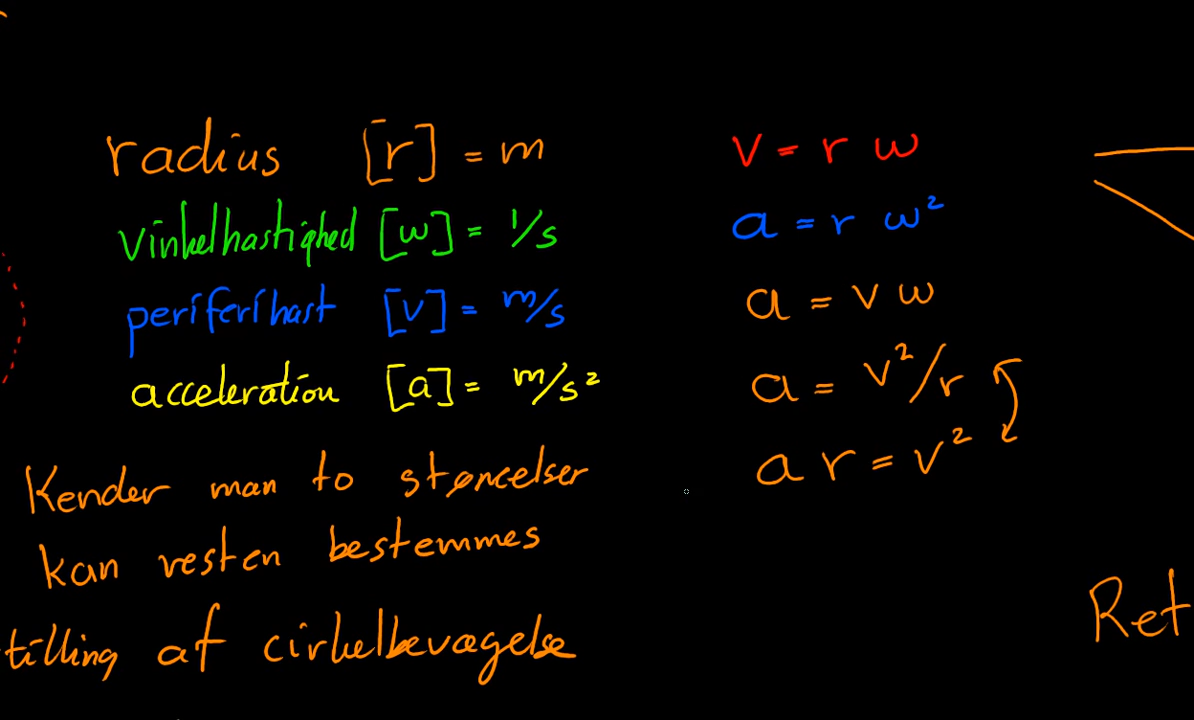 radius [r] = m
vinkelhastighed [w] = 1/s
periferihast [v] = m/s
acceleration [a] = m/s²
Kender man to størrelser
kan resten bestemmes
tilling af cirkelbevægelse
v = r w
a = r w²
a = v w
a = v²/r
a r = v²
Ret